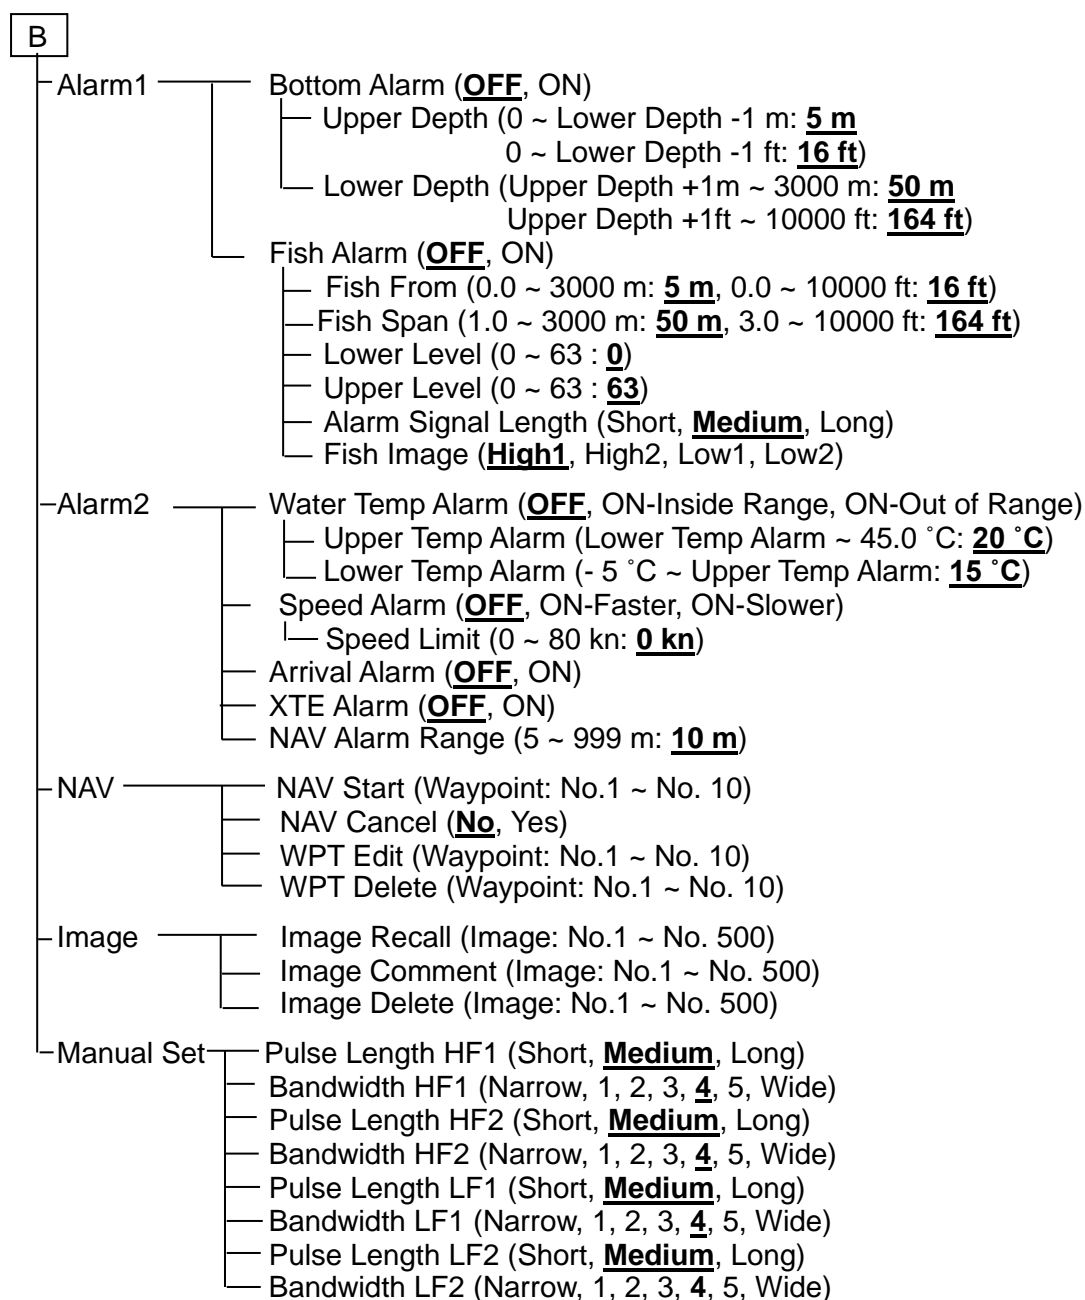 B
Alarm1
Bottom Alarm (OFF, ON)
Upper Depth (0 ~ Lower Depth -1 m: 5 m
0 ~ Lower Depth -1 ft: 16 ft)
Lower Depth (Upper Depth +1m ~ 3000 m: 50 m
Upper Depth +1ft ~ 10000 ft: 164 ft)
Fish Alarm (OFF, ON)
Fish From (0.0 ~ 3000 m: 5 m, 0.0 ~ 10000 ft: 16 ft)
Fish Span (1.0 ~ 3000 m: 50 m, 3.0 ~ 10000 ft: 164 ft)
Lower Level (0 ~ 63 : 0)
Upper Level (0 ~ 63 : 63)
Alarm Signal Length (Short, Medium, Long)
Fish Image (High1, High2, Low1, Low2)
Alarm2
Water Temp Alarm (OFF, ON-Inside Range, ON-Out of Range)
Upper Temp Alarm (Lower Temp Alarm ~ 45.0 ˚C: 20 ˚C)
Lower Temp Alarm (- 5 ˚C ~ Upper Temp Alarm: 15 ˚C)
Speed Alarm (OFF, ON-Faster, ON-Slower)
Speed Limit (0 ~ 80 kn: 0 kn)
Arrival Alarm (OFF, ON)
XTE Alarm (OFF, ON)
NAV Alarm Range (5 ~ 999 m: 10 m)
NAV
NAV Start (Waypoint: No.1 ~ No. 10)
NAV Cancel (No, Yes)
WPT Edit (Waypoint: No.1 ~ No. 10)
WPT Delete (Waypoint: No.1 ~ No. 10)
Image
Image Recall (Image: No.1 ~ No. 500)
Image Comment (Image: No.1 ~ No. 500)
Image Delete (Image: No.1 ~ No. 500)
Manual Set
Pulse Length HF1 (Short, Medium, Long)
Bandwidth HF1 (Narrow, 1, 2, 3, 4, 5, Wide)
Pulse Length HF2 (Short, Medium, Long)
Bandwidth HF2 (Narrow, 1, 2, 3, 4, 5, Wide)
Pulse Length LF1 (Short, Medium, Long)
Bandwidth LF1 (Narrow, 1, 2, 3, 4, 5, Wide)
Pulse Length LF2 (Short, Medium, Long)
Bandwidth LF2 (Narrow, 1, 2, 3, 4, 5, Wide)